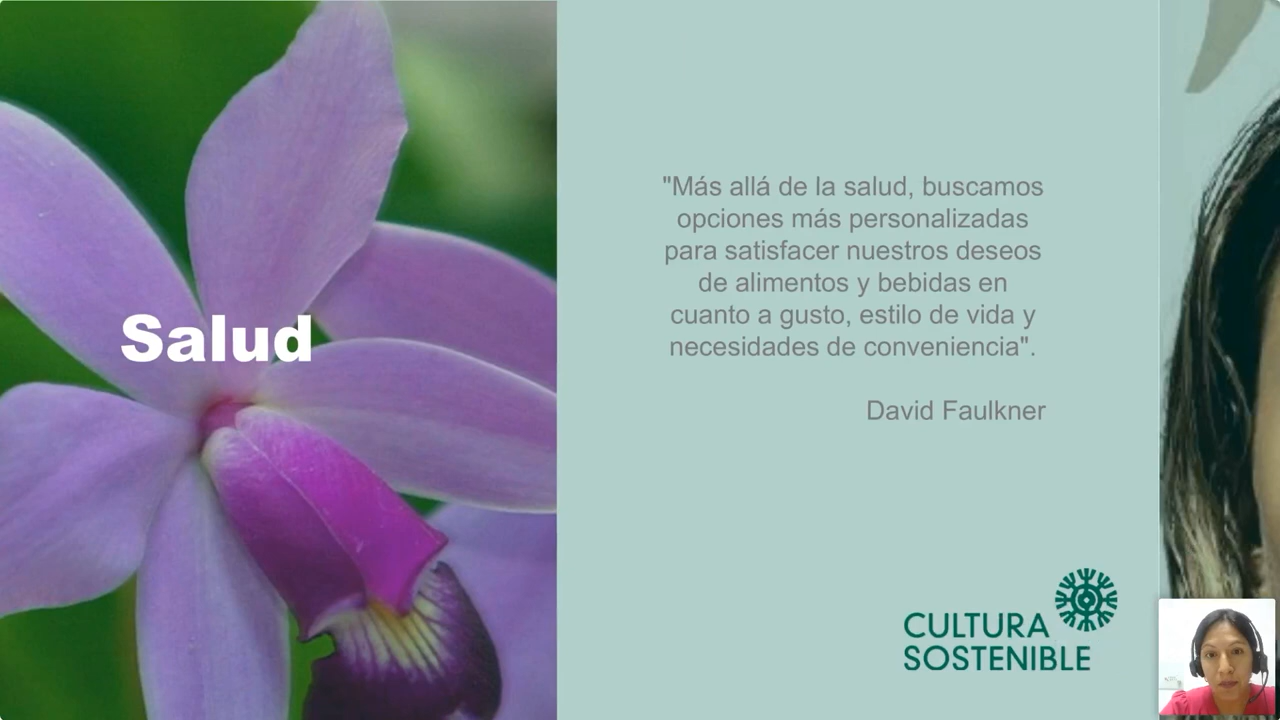 Salud
"Más allá de la salud, buscamos
opciones más personalizadas
para satisfacer nuestros deseos
de alimentos y bebidas en
cuanto a gusto, estilo de vida y
necesidades de conveniencia".
David Faulkner
CULTURA
SOSTENIBLE